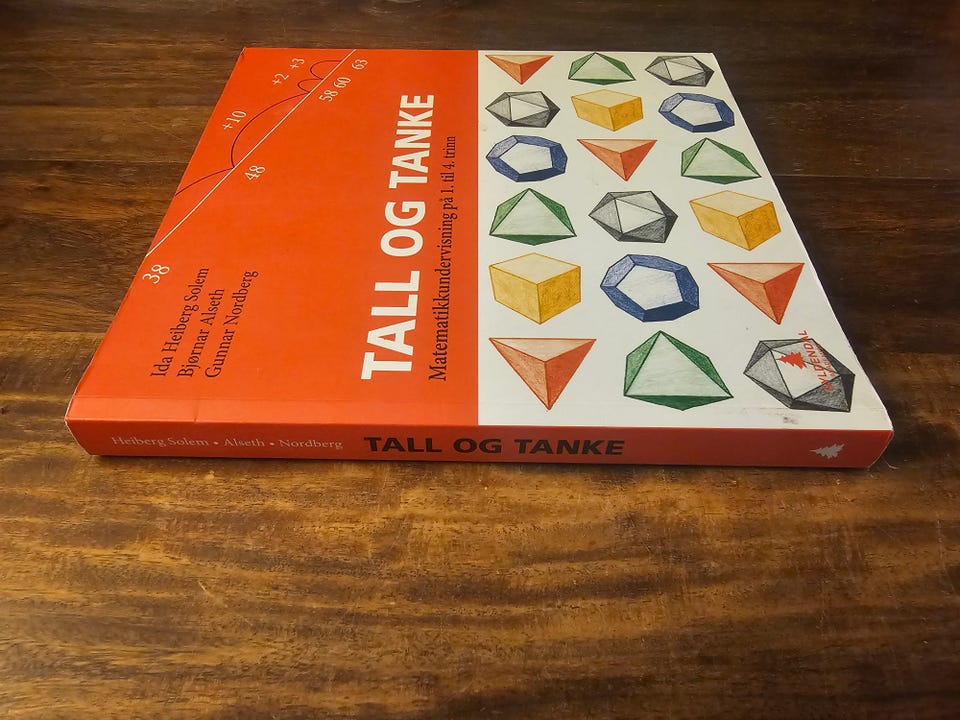 Ida Heiberg Solem
Bjørnar Alseth
Gunnar Nordberg
38
48
58 60
63
+10
+2 +3
TALL OG TANKE
Matematikkundervisning på 1. til 4. trinn
GYLDENDAL
Heiberg Solem • Alseth • Nordberg TALL OG TANKE